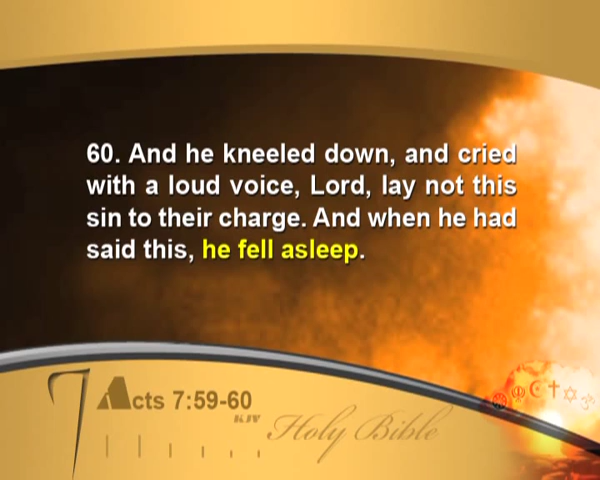 60. And he kneeled down, and cried
with a loud voice, Lord, lay not this
sin to their charge. And when he had
said this, he fell asleep.
Acts 7:59-60
KJV
Holy Bible